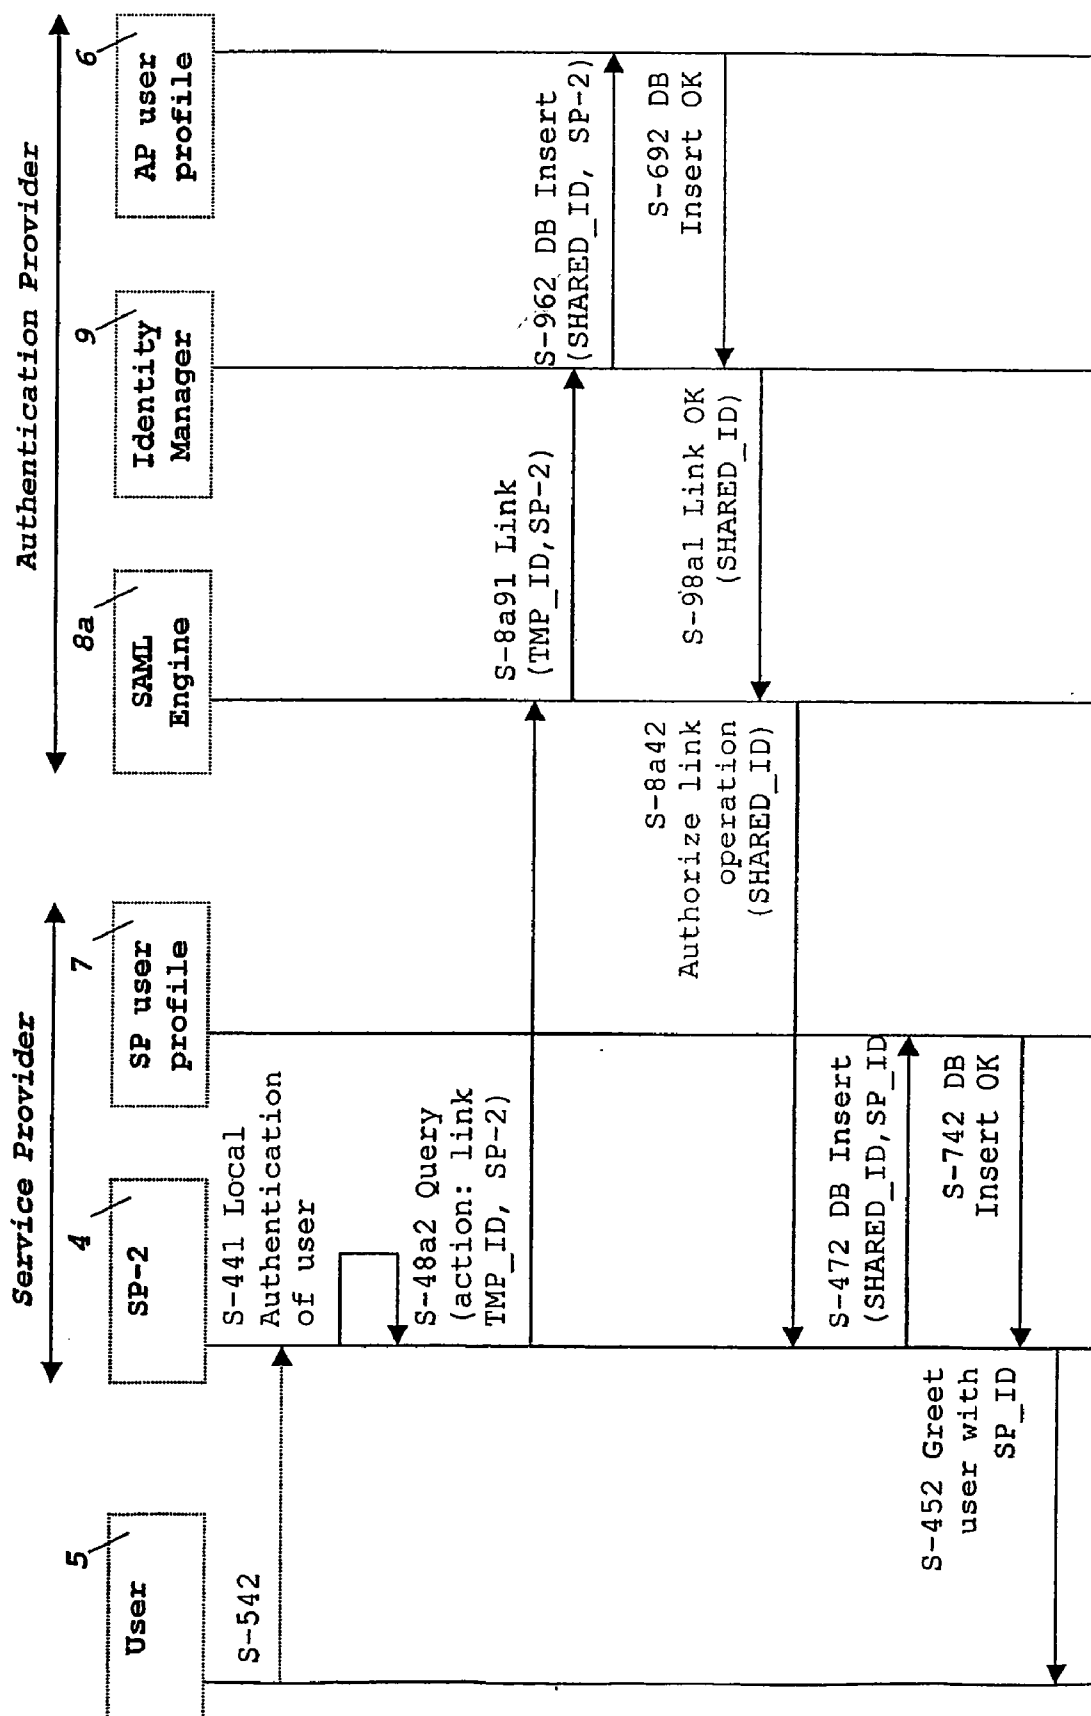 Service Provider
Authentication Provider
5
4
7
8a
9
6
User
SP-2
SP user
profile
SAML
Engine
Identity
Manager
AP user
profile
S-542
S-441 Local
Authentication
of user
S-48a2 Query
(action: link
TMP_ID, SP-2)
S-8a91 Link
(TMP_ID,SP-2)
S-962 DB Insert
(SHARED_ID, SP-2)
S-692 DB
Insert OK
S-98a1 Link OK
(SHARED_ID)
S-8a42
Authorize link
operation
(SHARED_ID)
S-472 DB Insert
(SHARED_ID,SP_ID
S-742 DB
Insert OK
S-452 Greet
user with
SP_ID